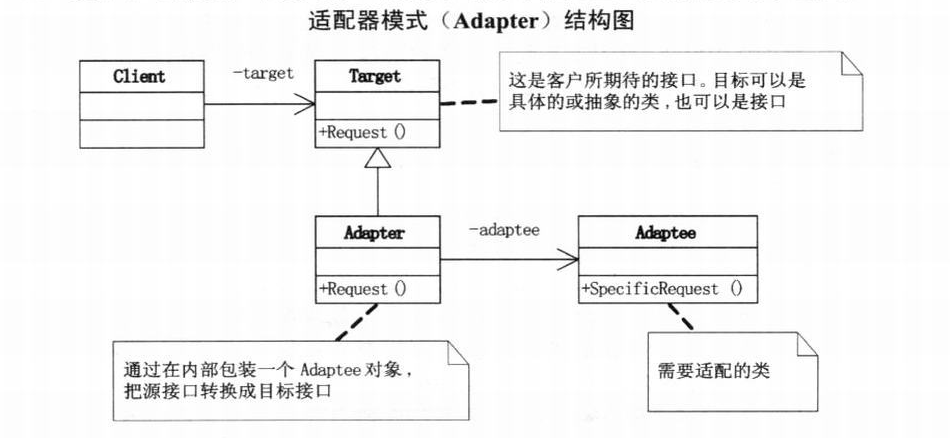 适配器模式（Adapter）结构图
Client
-target
Target
+Request()
这是客户所期待的接口。目标可以是
具体的或抽象的类,也可以是接口
Adapter
+Request()
-adaptee
Adaptee
+SpecificRequest ()
通过在内部包装一个 Adaptee 对象,
把源接口转换成目标接口
需要适配的类